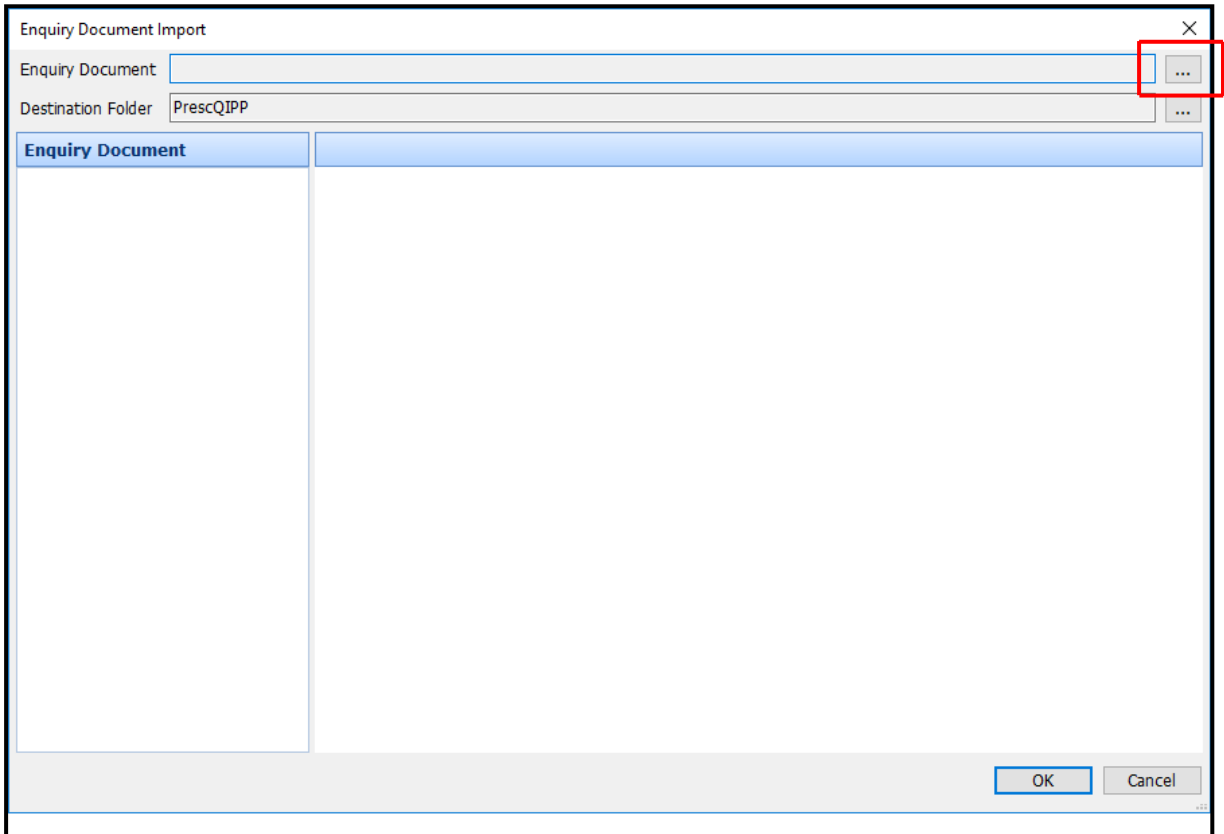 Enquiry Document Import
Enquiry Document ...
Destination Folder PrescQIPP ...
Enquiry Document
OK Cancel